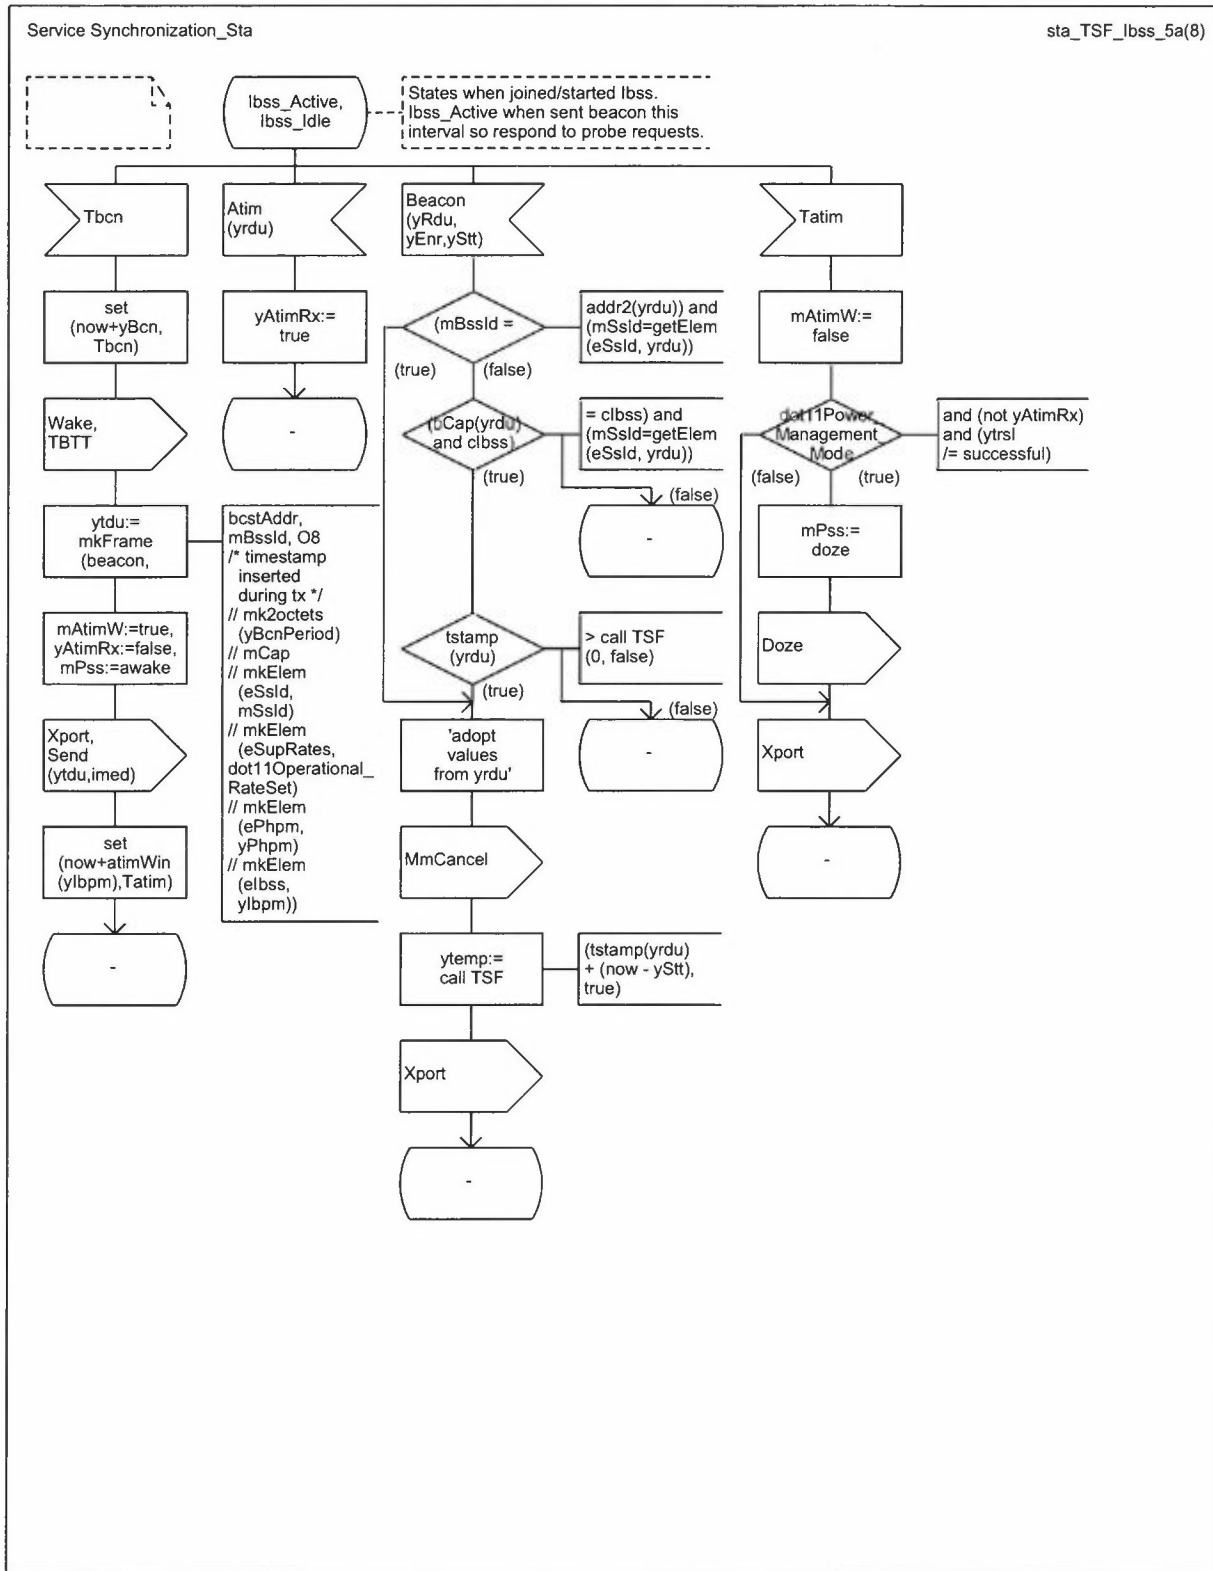 Service Synchronization_Sta
sta_TSF_Ibss_5a(8)
Ibss_Active,
Ibss_Idle
States when joined/started Ibss.
Ibss_Active when sent beacon this
interval so respond to probe requests.
Tbcn
set
(now+yBcn,
Tbcn)
Wake,
TBTT
ytdu:=
mkFrame
(beacon,
bcstAddr,
mBssId, O8
/* timestamp
inserted
during tx */
// mk2octets
(yBcnPeriod)
// mCap
// mkElem
(eSsId,
mSsId)
// mkElem
(eSupRates,
dot11Operational_
RateSet)
// mkElem
(ePhpm,
yPhpm)
// mkElem
(eIbss,
yIbpm))
mAtimW:=true,
yAtimRx:=false,
mPss:=awake
Xport,
Send
(ytdu,imed)
set
(now+atimWin
(yIbpm),Tatim)
-
Atim
(yrdu)
yAtimRx:=
true
-
Beacon
(yRdu,
yEnr,yStt)
(mBssId =
addr2(yrdu)) and
(mSsId=getElem
(eSsId, yrdu))
(true)
(false)
(bCap(yrdu)
and cIbss)
= cIbss) and
(mSsId=getElem
(eSsId, yrdu))
(true)
(false)
-
tstamp
(yrdu)
> call TSF
(0, false)
(true)
(false)
-
'adopt
values
from yrdu'
MmCancel
ytemp:=
call TSF
(tstamp(yrdu)
+ (now - yStt),
true)
Xport
-
Tatim
mAtimW:=
false
dot11Power_
Management_
Mode
and (not yAtimRx)
and (ytrsl
/= successful)
(false)
(true)
mPss:=
doze
Doze
Xport
-